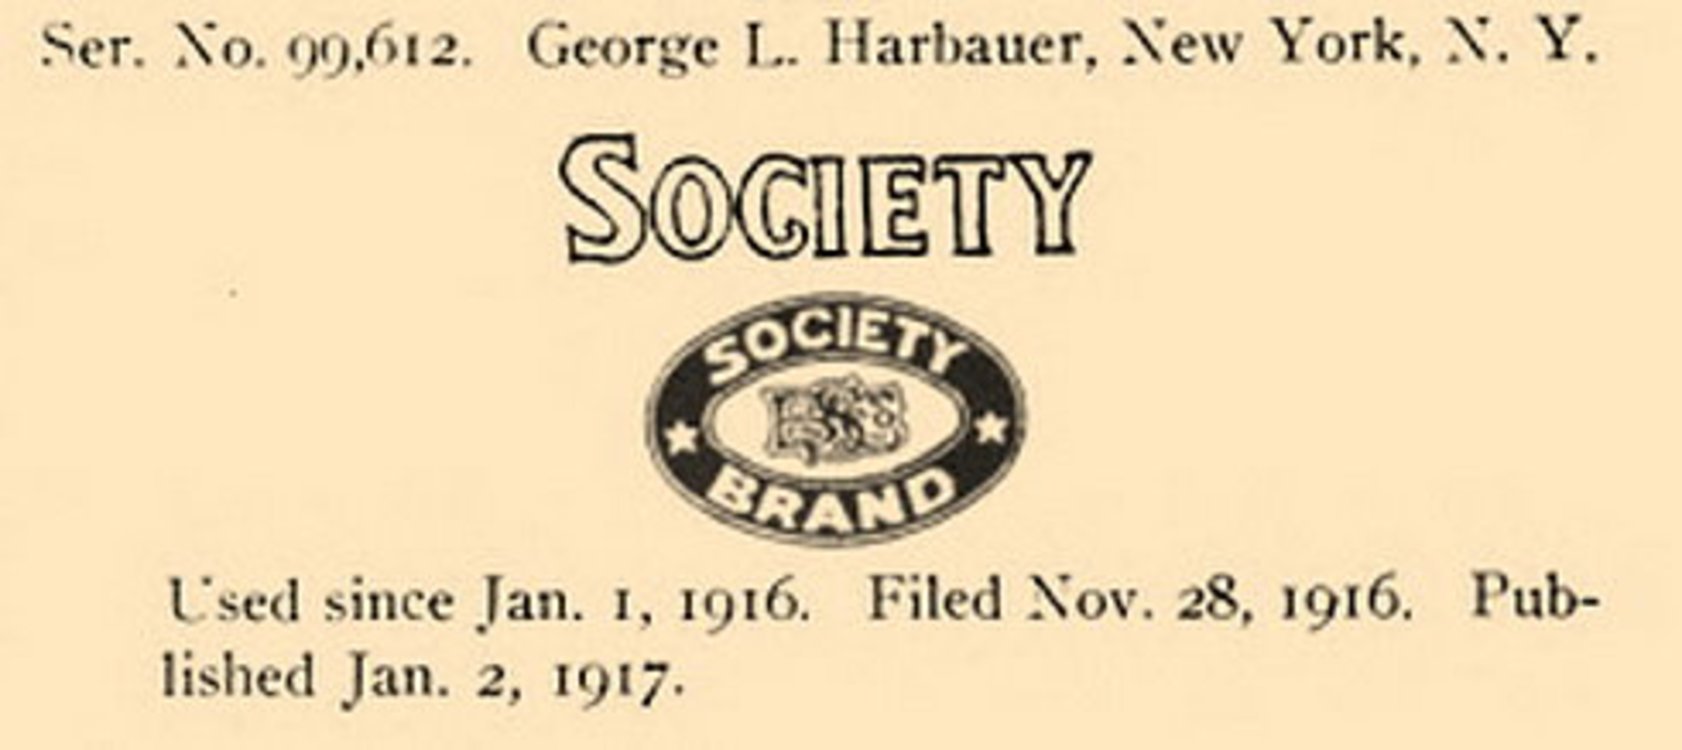 Ser. No. 99,612. George L. Harbauer, New York, N. Y.
SOCIETY
SOCIETY
BRAND
Used since Jan. 1, 1916. Filed Nov. 28, 1916. Pub-
lished Jan. 2, 1917.